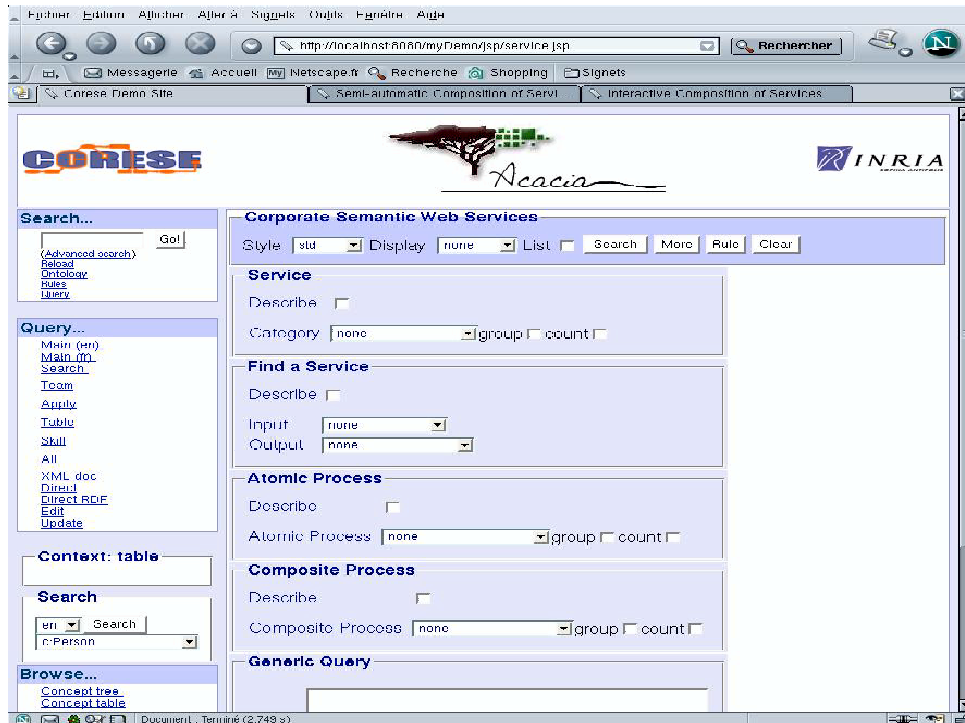 Fichier Edition Afficher Aller à Signets Outils Fenêtre Aide
http://localhost:8080/myDemo/jsp/service.jsp
Rechercher
N
Messagerie Accueil My Netscape.fr Recherche Shopping Signets
Corese Demo Site
Semi-automatic Composition of Servi
Interactive Composition of Services
CORESE
Acacia
INRIA
Search...
Go!
(Advanced search)
Reload
Ontology
Rules
Query
Query...
Main (en)
Main (fr)
Search
Team
Apply
Table
Skill
All
XML doc
Direct
Direct RDF
Edit
Update
Context: table
Search
en Search
c:Person
Browse...
Concept tree
Concept table
Corporate Semantic Web Services
Style std Display none List Search More Rule Clear
Service
Describe
Category none group count
Find a Service
Describe
Input none
Output none
Atomic Process
Describe
Atomic Process none group count
Composite Process
Describe
Composite Process none group count
Generic Query
Document : Terminé (2.749 s)